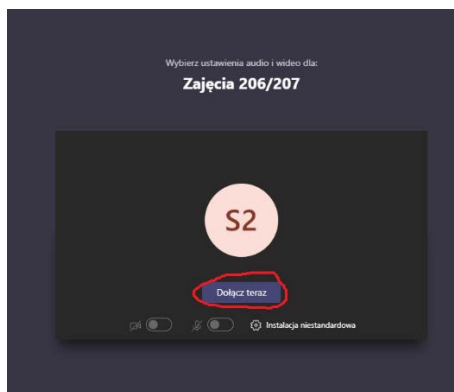 Wybierz ustawienia audio i wideo dla:
Zajęcia 206/207
S2
Dołącz teraz
Instalacja niestandardowa